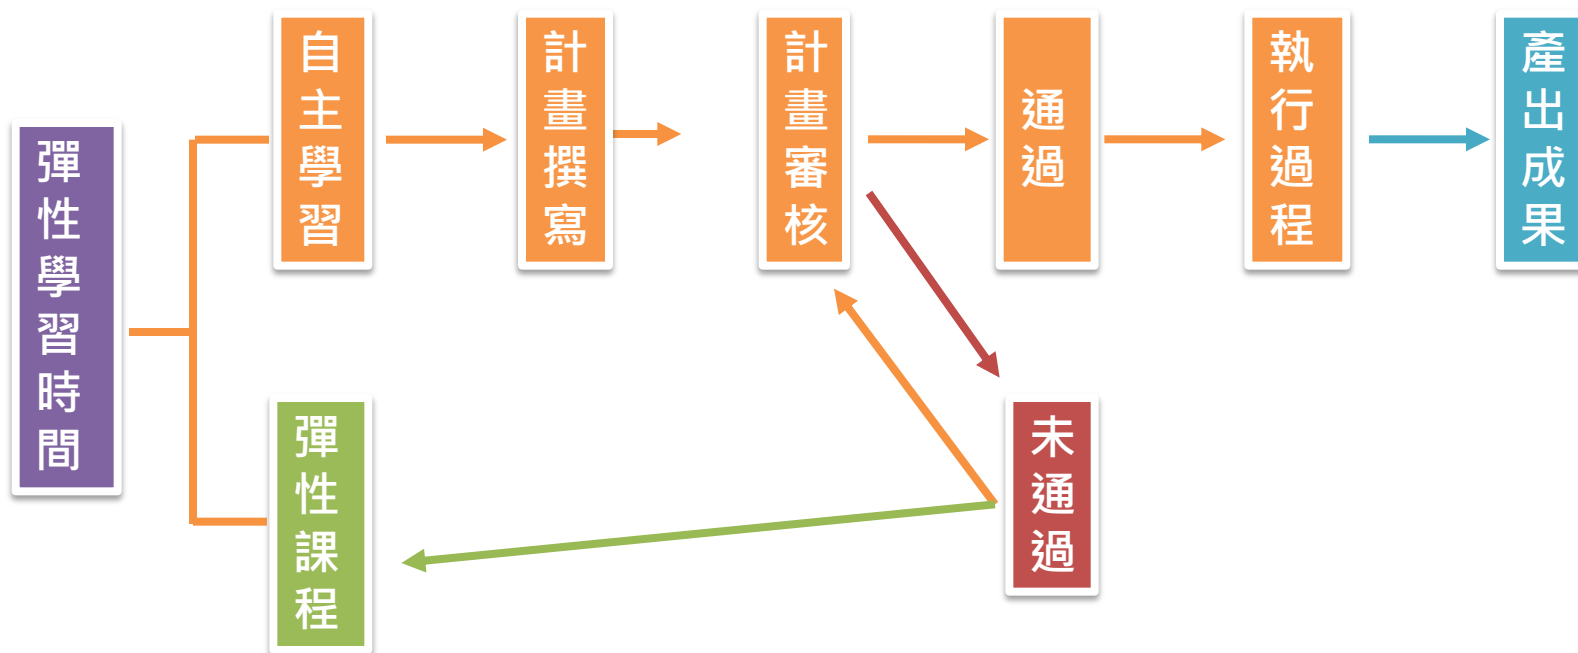 彈性學習時間
自主學習
計畫撰寫
計畫審核
通過
執行過程
產出成果
彈性課程
未通過